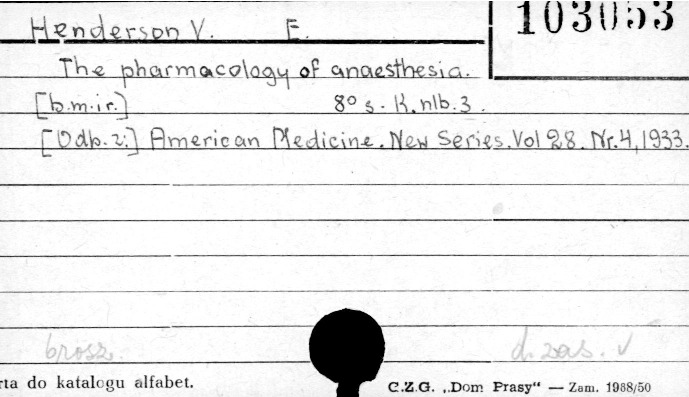 Henderson V. E.
103053
The pharmacology of anaesthesia.
[b.m.ir.] 8° s. K.nlb.3.
[Odb.z:] American Medicine. New Series. Vol 28. Nr. 4, 1933.
brosz. d. zas. V
rta do katalogu alfabet.
C.Z.G. „Dom Prasy“ — Zam. 1988/50